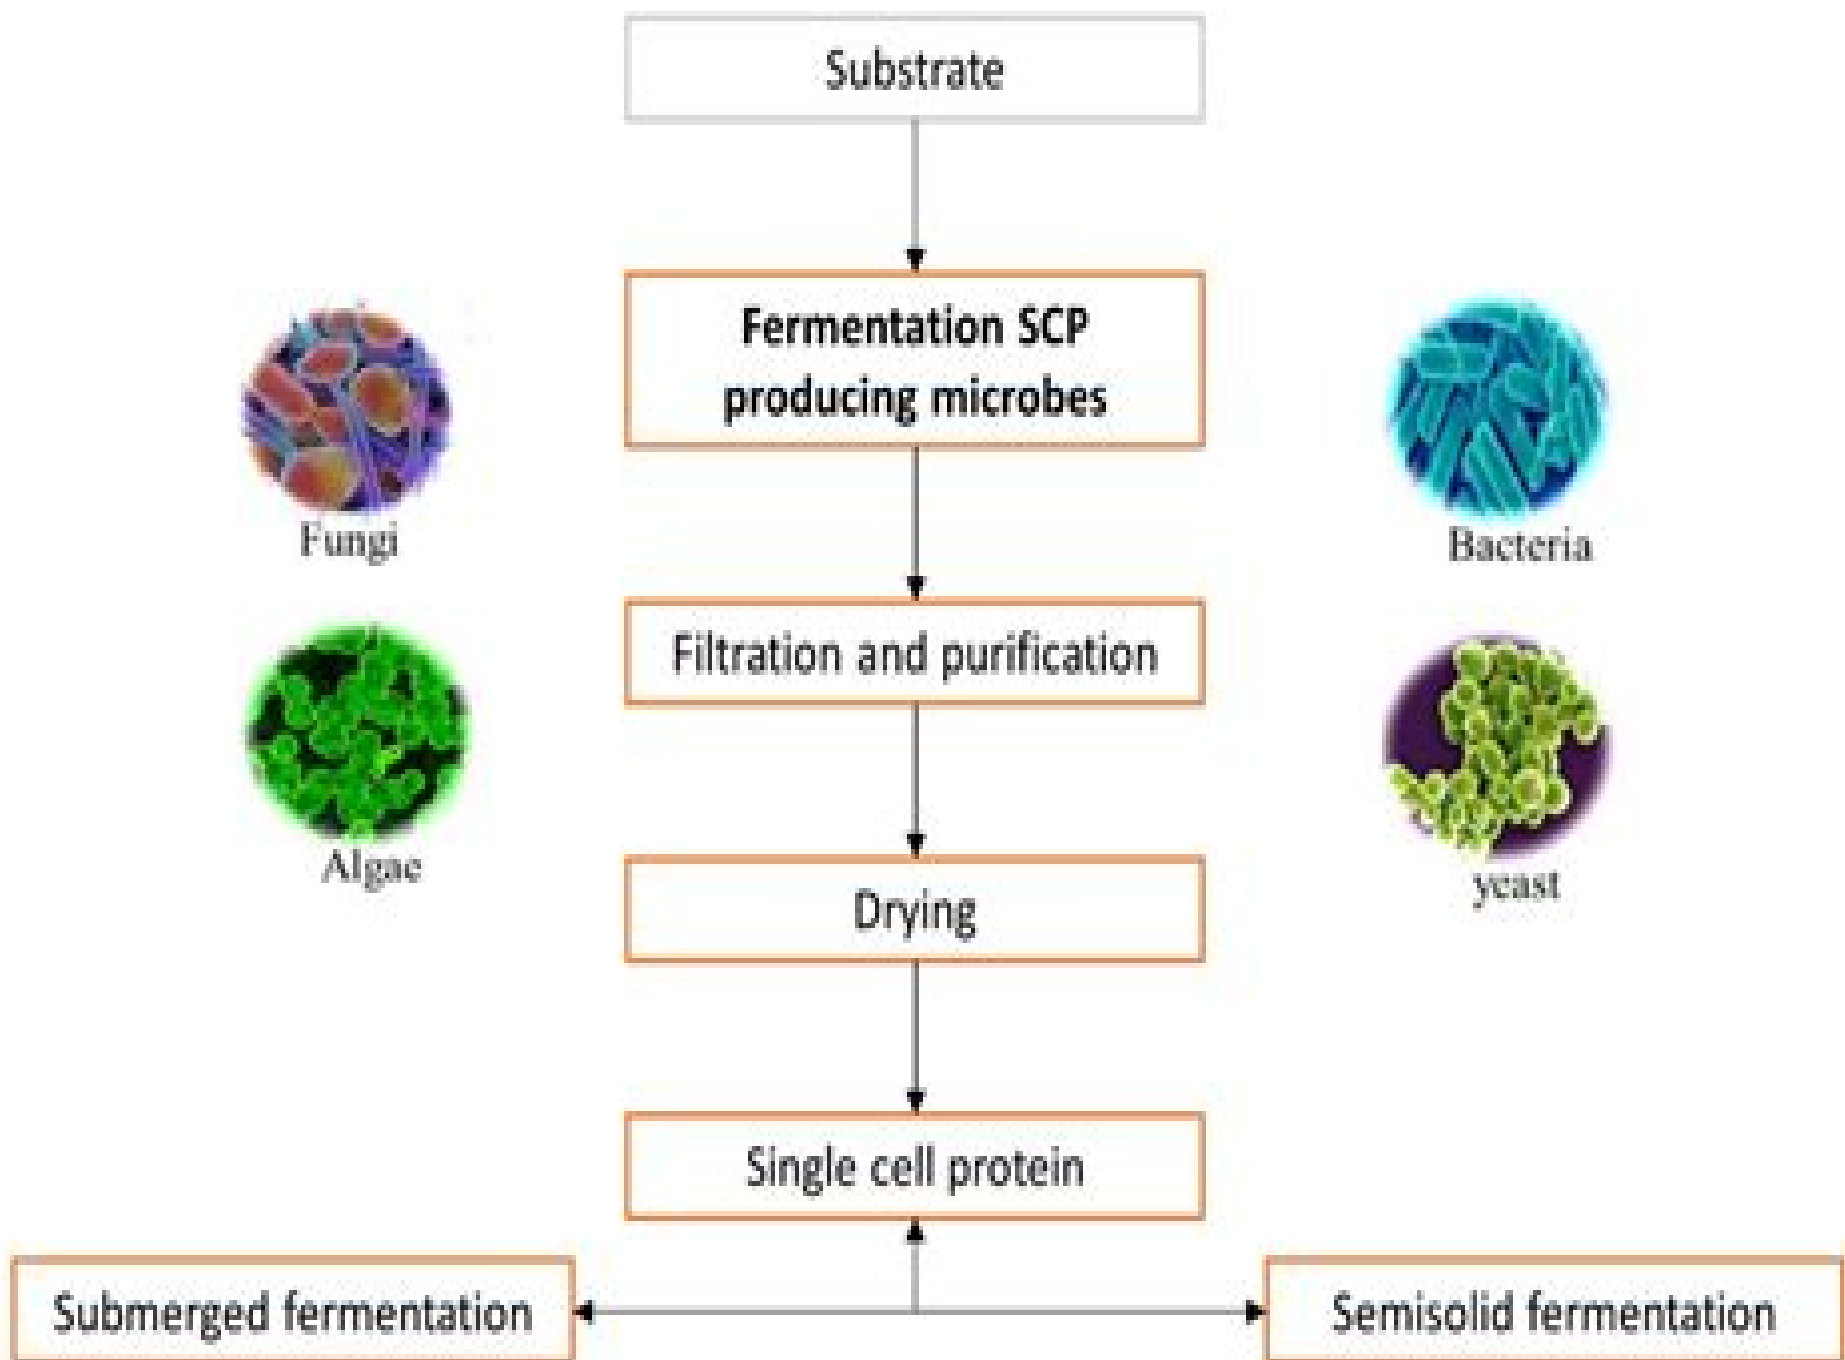 Substrate
Fermentation SCP
producing microbes
Fungi
Bacteria
Filtration and purification
Algae
yeast
Drying
Single cell protein
Submerged fermentation
Semisolid fermentation